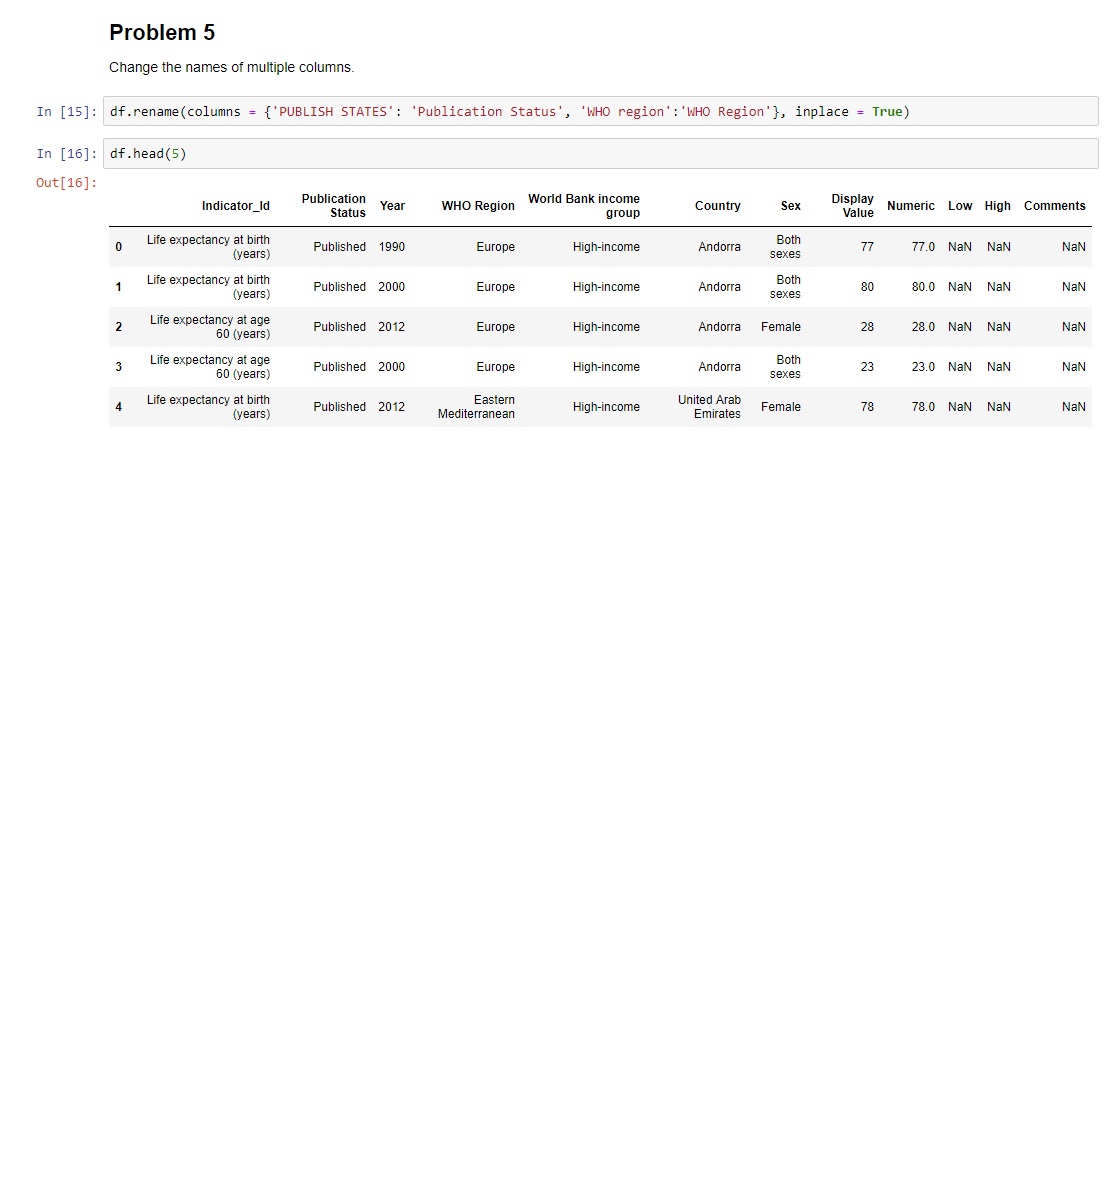 Problem 5
Change the names of multiple columns.
In [15]: df.rename(columns = {'PUBLISH STATES': 'Publication Status', 'WHO region':'WHO Region'}, inplace = True)
In [16]: df.head(5)
Out[16]:
Indicator_Id Publication Status Year WHO Region World Bank income group Country Sex Display Value Numeric Low High Comments
0 Life expectancy at birth (years) Published 1990 Europe High-income Andorra Both sexes 77 77.0 NaN NaN NaN
1 Life expectancy at birth (years) Published 2000 Europe High-income Andorra Both sexes 80 80.0 NaN NaN NaN
2 Life expectancy at age 60 (years) Published 2012 Europe High-income Andorra Female 28 28.0 NaN NaN NaN
3 Life expectancy at age 60 (years) Published 2000 Europe High-income Andorra Both sexes 23 23.0 NaN NaN NaN
4 Life expectancy at birth (years) Published 2012 Eastern Mediterranean High-income United Arab Emirates Female 78 78.0 NaN NaN NaN